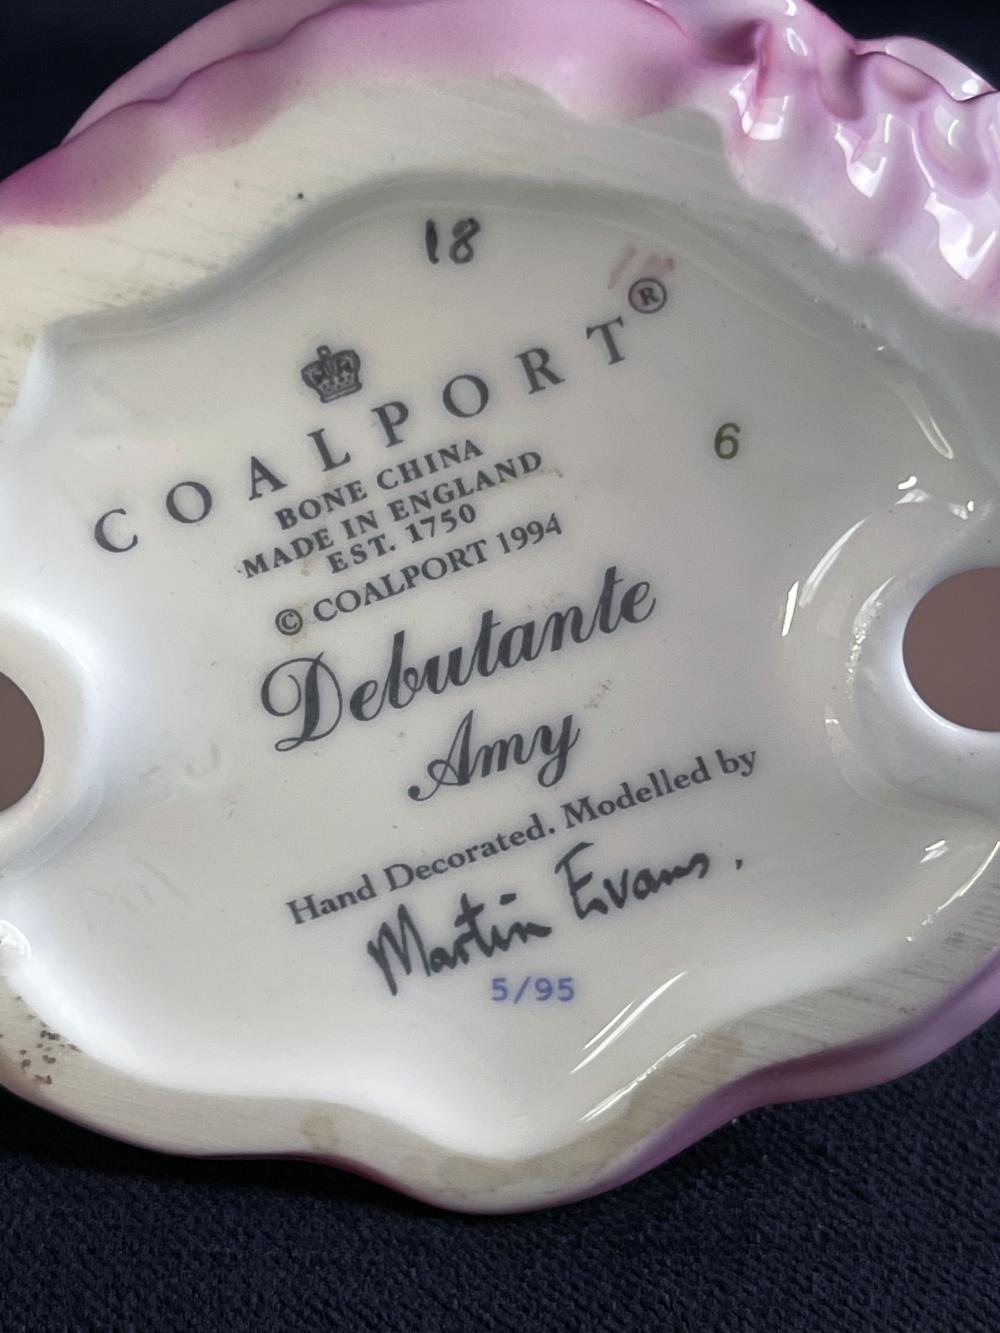 18
COALPORT®
BONE CHINA
MADE IN ENGLAND
EST. 1750
© COALPORT 1994
6
Debutante
Amy
Hand Decorated. Modelled by
Martin Evans.
5/95